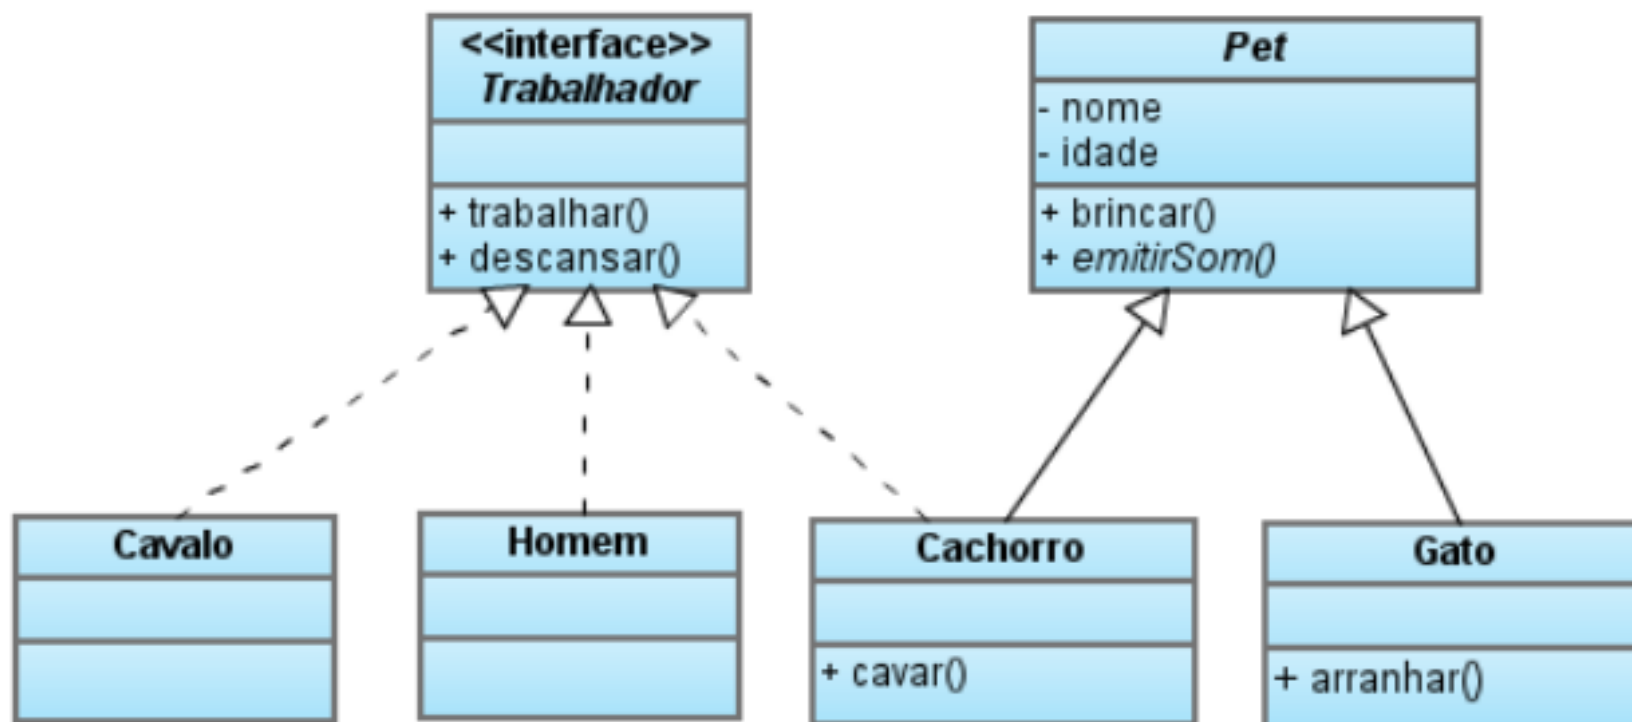 <<interface>>
Trabalhador
+ trabalhar()
+ descansar()
Pet
- nome
- idade
+ brincar()
+ emitirSom()
Cavalo
Homem
Cachorro
+ cavar()
Gato
+ arranhar()